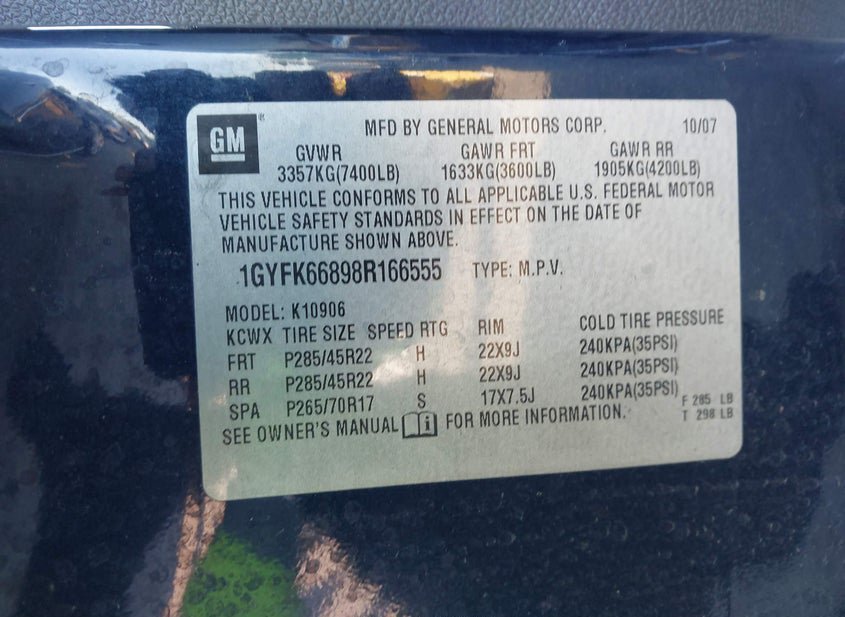 GM ® MFD BY GENERAL MOTORS CORP. 10/07
GVWR GAWR FRT GAWR RR
3357KG(7400LB) 1633KG(3600LB) 1905KG(4200LB)
THIS VEHICLE CONFORMS TO ALL APPLICABLE U.S. FEDERAL MOTOR
VEHICLE SAFETY STANDARDS IN EFFECT ON THE DATE OF
MANUFACTURE SHOWN ABOVE.
1GYFK66898R166555 TYPE: M.P.V.
MODEL: K10906
KCWX TIRE SIZE SPEED RTG RIM COLD TIRE PRESSURE
FRT P285/45R22 H 22X9J 240KPA(35PSI)
RR P285/45R22 H 22X9J 240KPA(35PSI)
SPA P265/70R17 S 17X7.5J 240KPA(35PSI) F 285 LB
SEE OWNER'S MANUAL i FOR MORE INFORMATION. T 298 LB